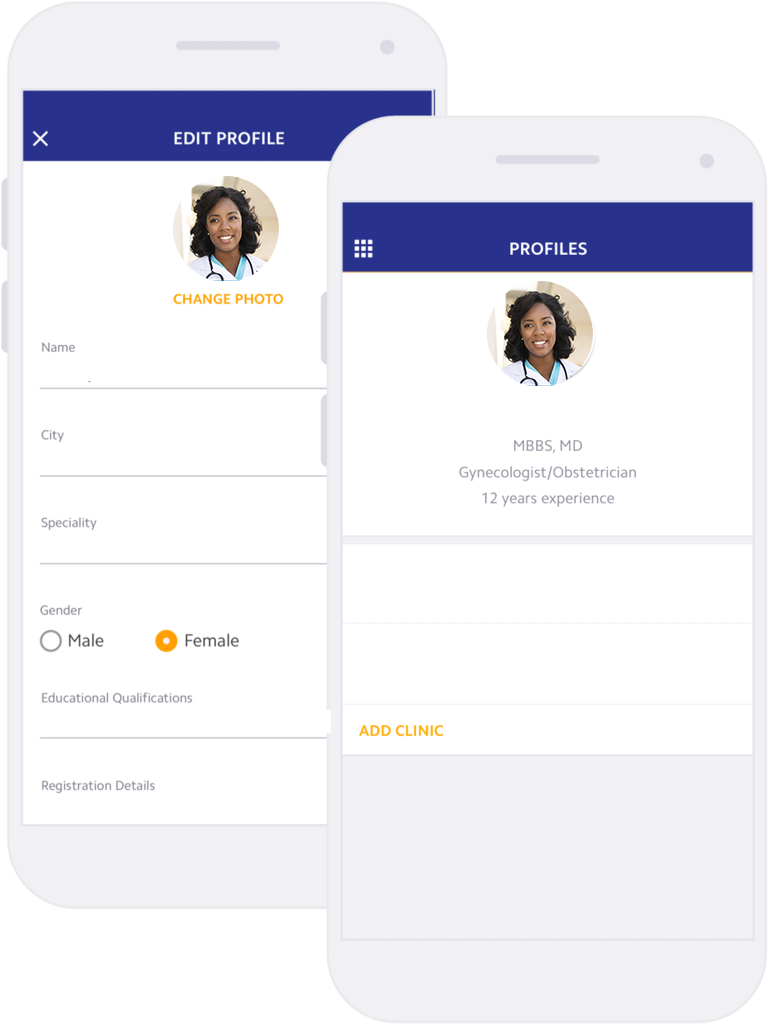 EDIT PROFILE
CHANGE PHOTO
Name
City
Speciality
Gender
Male
Female
Educational Qualifications
Registration Details
PROFILES
MBBS, MD
Gynecologist/Obstetrician
12 years experience
ADD CLINIC